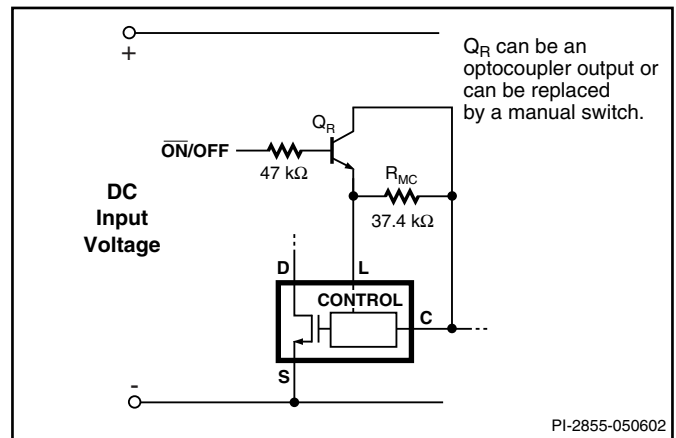 +
Q_R can be an
optocoupler output or
can be replaced
by a manual switch.
Q_R
O̅N̅/OFF
47 kΩ
R_MC
37.4 kΩ
DC
Input
Voltage
D
L
CONTROL
C
S
-
PI-2855-050602